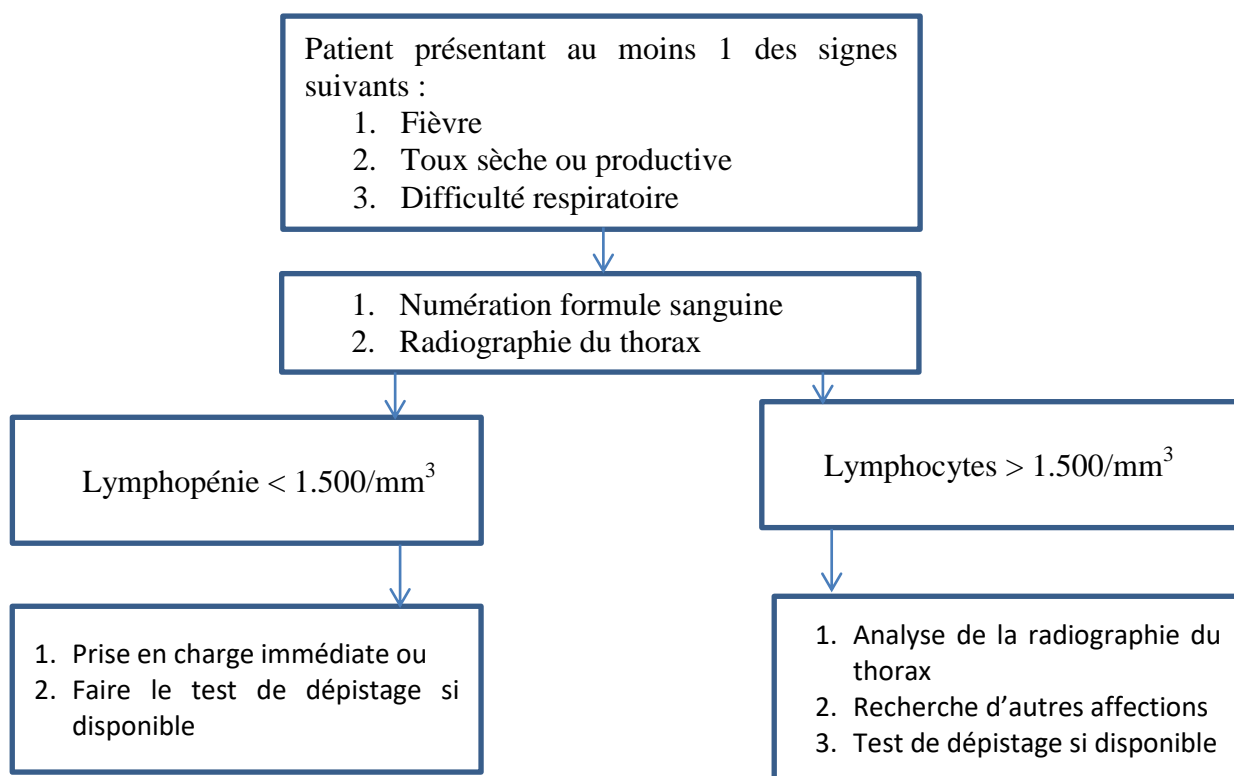 Patient présentant au moins 1 des signes
suivants :
1. Fièvre
2. Toux sèche ou productive
3. Difficulté respiratoire
1. Numération formule sanguine
2. Radiographie du thorax
Lymphopénie < 1.500/mm³
Lymphocytes > 1.500/mm³
1. Prise en charge immédiate ou
2. Faire le test de dépistage si
disponible
1. Analyse de la radiographie du
thorax
2. Recherche d’autres affections
3. Test de dépistage si disponible